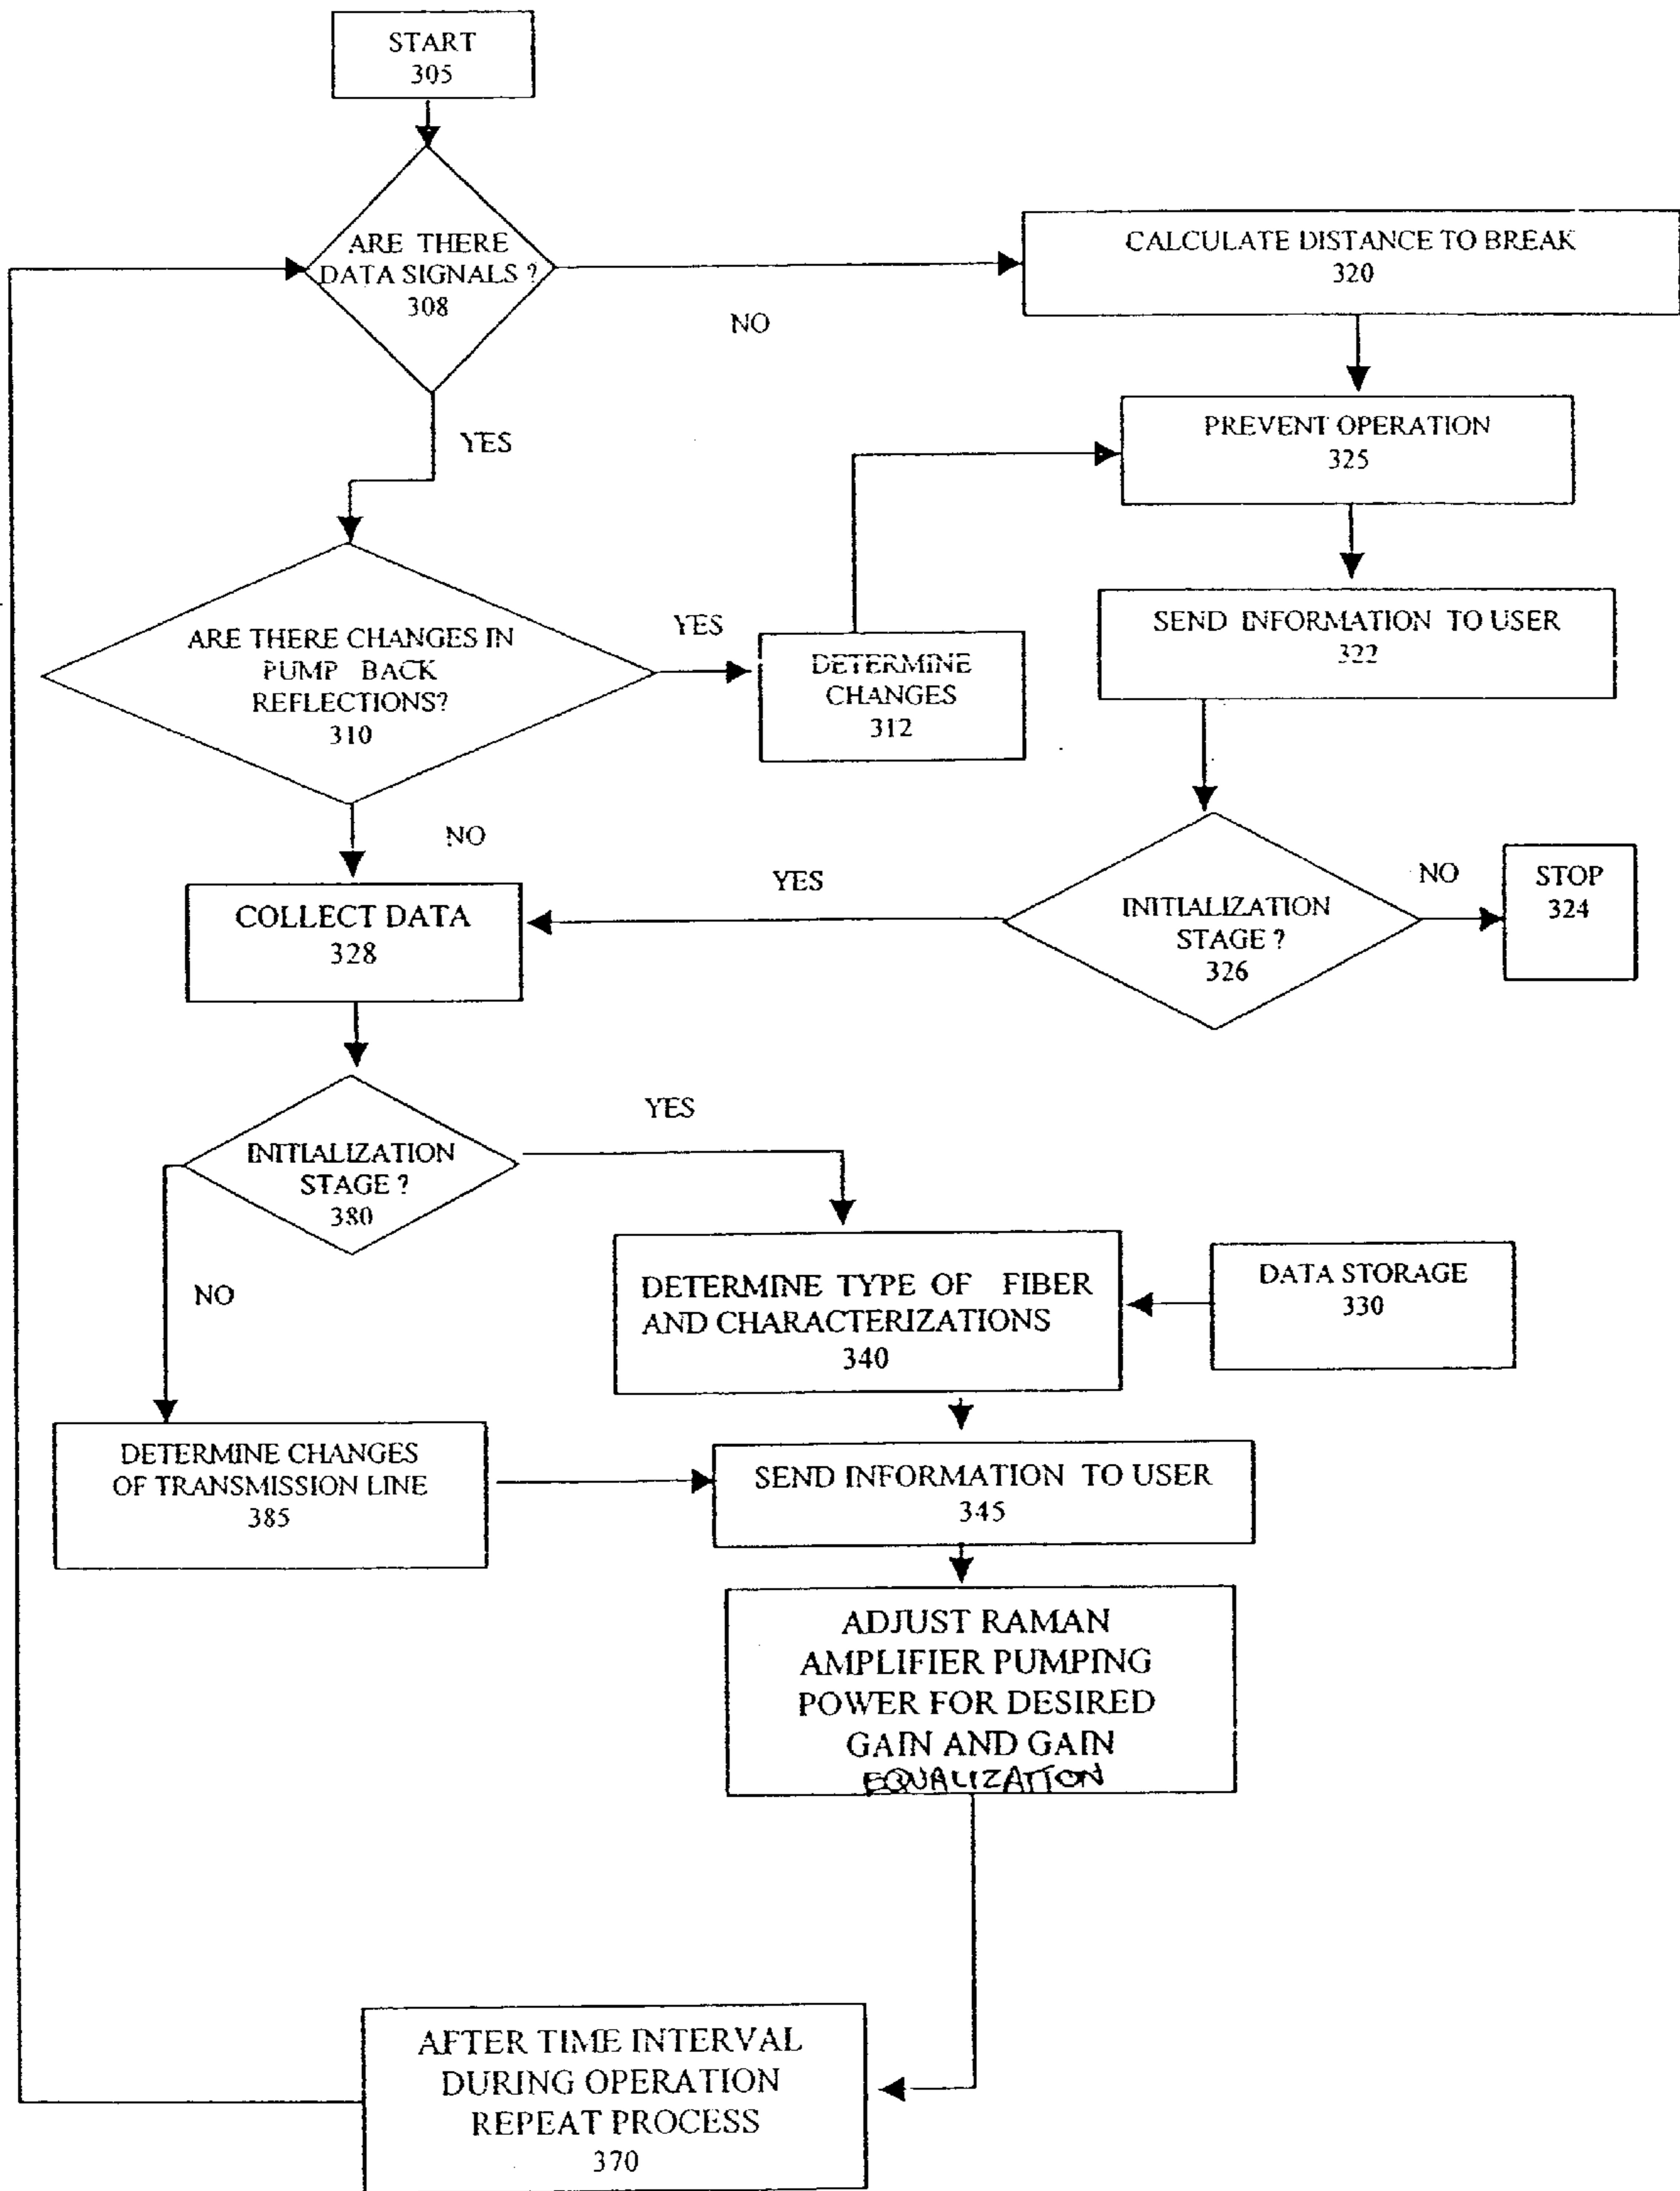 START
305
ARE THERE
DATA SIGNALS ?
308
CALCULATE DISTANCE TO BREAK
320
NO
YES
PREVENT OPERATION
325
SEND INFORMATION TO USER
322
ARE THERE CHANGES IN
PUMP BACK
REFLECTIONS?
310
YES
DETERMINE
CHANGES
312
NO
COLLECT DATA
328
YES
INITIALIZATION
STAGE ?
326
NO
STOP
324
INITIALIZATION
STAGE ?
380
YES
NO
DETERMINE TYPE OF FIBER
AND CHARACTERIZATIONS
340
DATA STORAGE
330
DETERMINE CHANGES
OF TRANSMISSION LINE
385
SEND INFORMATION TO USER
345
ADJUST RAMAN
AMPLIFIER PUMPING
POWER FOR DESIRED
GAIN AND GAIN
EQUALIZATION
AFTER TIME INTERVAL
DURING OPERATION
REPEAT PROCESS
370